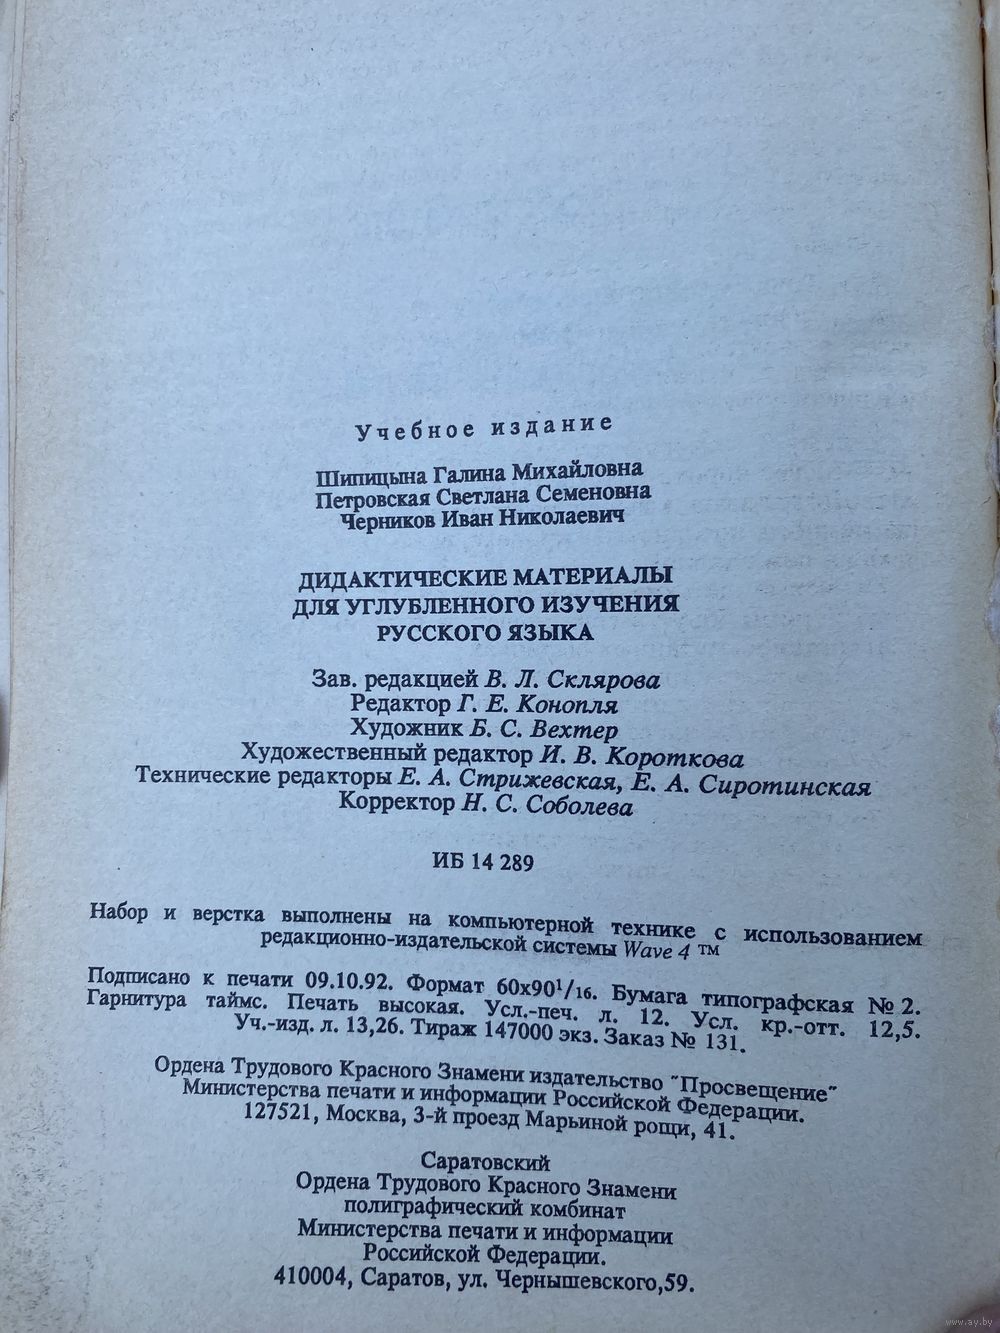 Учебное издание
Шипицына Галина Михайловна
Петровская Светлана Семеновна
Черников Иван Николаевич
ДИДАКТИЧЕСКИЕ МАТЕРИАЛЫ
ДЛЯ УГЛУБЛЕННОГО ИЗУЧЕНИЯ
РУССКОГО ЯЗЫКА
Зав. редакцией В. Л. Склярова
Редактор Г. Е. Конопля
Художник Б. С. Вехтер
Художественный редактор И. В. Короткова
Технические редакторы Е. А. Стрижевская, Е. А. Сиротинская
Корректор Н. С. Соболева
ИБ 14 289
Набор и верстка выполнены на компьютерной технике с использованием
редакционно-издательской системы Wave 4 ™
Подписано к печати 09.10.92. Формат 60x90¹/₁₆. Бумага типографская № 2.
Гарнитура таймс. Печать высокая. Усл.-печ. л. 12. Усл. кр.-отт. 12,5.
Уч.-изд. л. 13,26. Тираж 147000 экз. Заказ № 131.
Ордена Трудового Красного Знамени издательство "Просвещение"
Министерства печати и информации Российской Федерации.
127521, Москва, 3-й проезд Марьиной рощи, 41.
Саратовский
Ордена Трудового Красного Знамени
полиграфический комбинат
Министерства печати и информации
Российской Федерации.
410004, Саратов, ул. Чернышевского,59.
www.ay.by